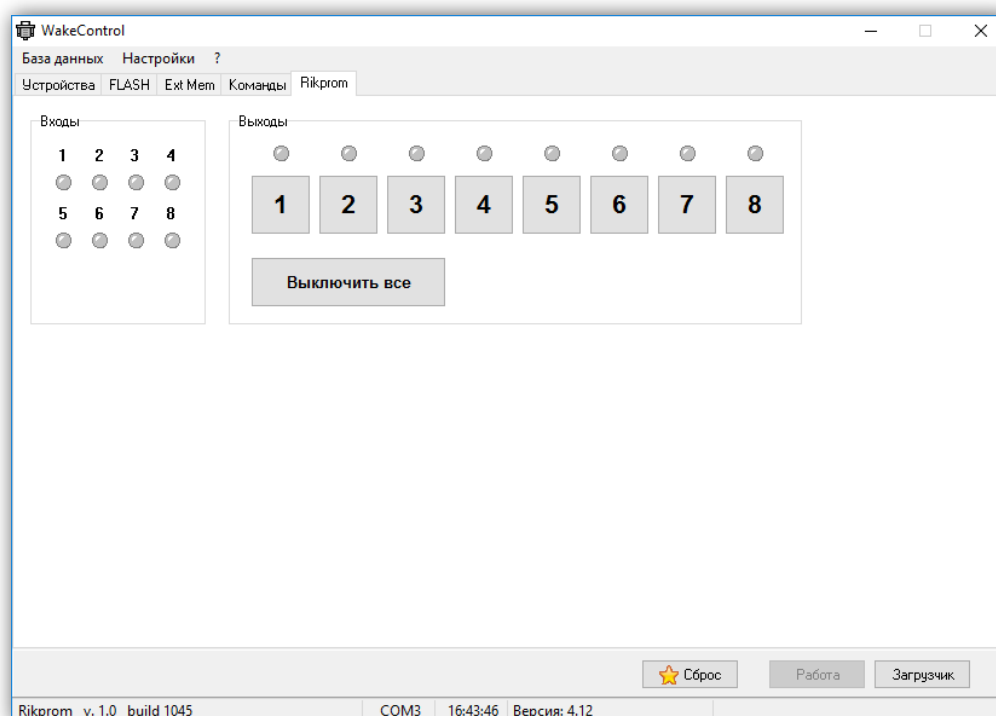 WakeControl
База данных Настройки ?
Устройства FLASH Ext Mem Команды Rikprom
Входы
1 2 3 4
5 6 7 8
Выходы
1 2 3 4 5 6 7 8
Выключить все
Сброс Работа Загрузчик
Rikprom v. 1.0 build 1045 COM3 16:43:46 Версия: 4.12